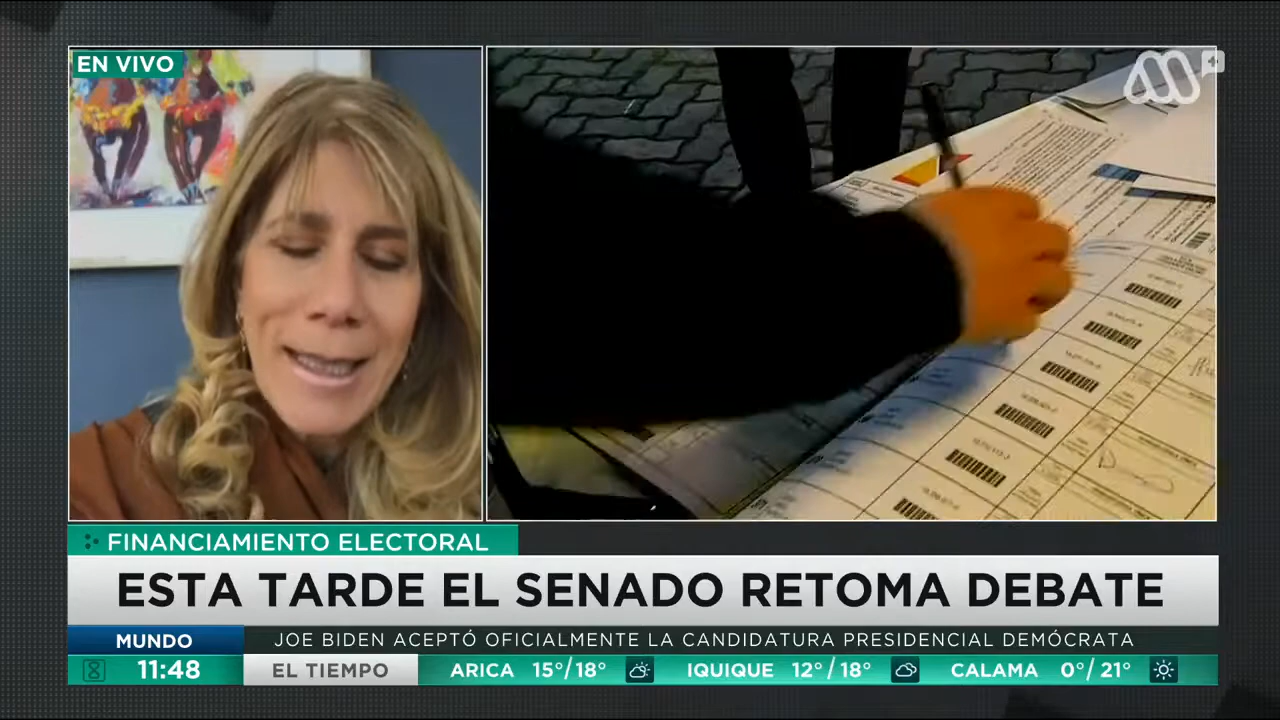 EN VIVO
FINANCIAMIENTO ELECTORAL
ESTA TARDE EL SENADO RETOMA DEBATE
MUNDO JOE BIDEN ACEPTÓ OFICIALMENTE LA CANDIDATURA PRESIDENCIAL DEMÓCRATA
11:48 EL TIEMPO ARICA 15°/18° IQUIQUE 12°/18° CALAMA 0°/21°